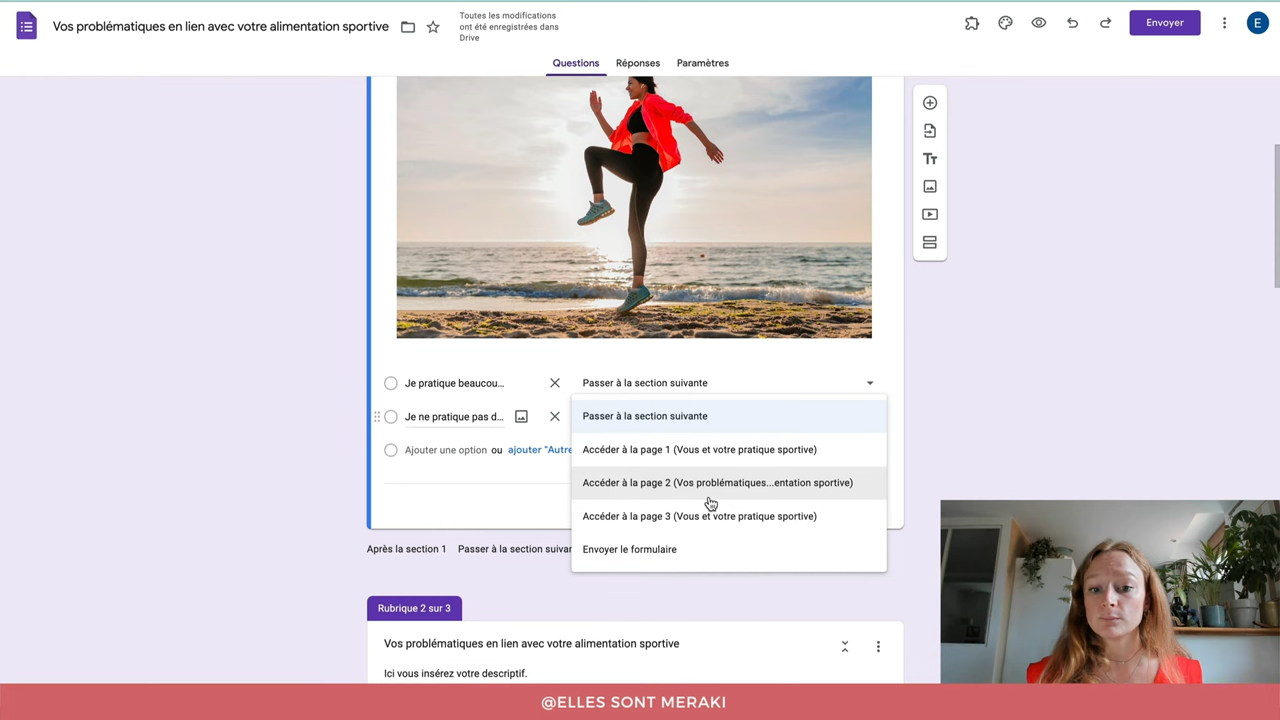 Vos problématiques en lien avec votre alimentation sportive
Toutes les modifications
ont été enregistrées dans
Drive
Envoyer
E
Questions
Réponses
Paramètres
Je pratique beaucou...
Passer à la section suivante
Je ne pratique pas d...
Passer à la section suivante
Accéder à la page 1 (Vous et votre pratique sportive)
Ajouter une option ou ajouter "Autre
Accéder à la page 2 (Vos problématiques...entation sportive)
Accéder à la page 3 (Vous et votre pratique sportive)
Envoyer le formulaire
Après la section 1 Passer à la section suivan
Rubrique 2 sur 3
Vos problématiques en lien avec votre alimentation sportive
Ici vous insérez votre descriptif.
@ELLES SONT MERAKI